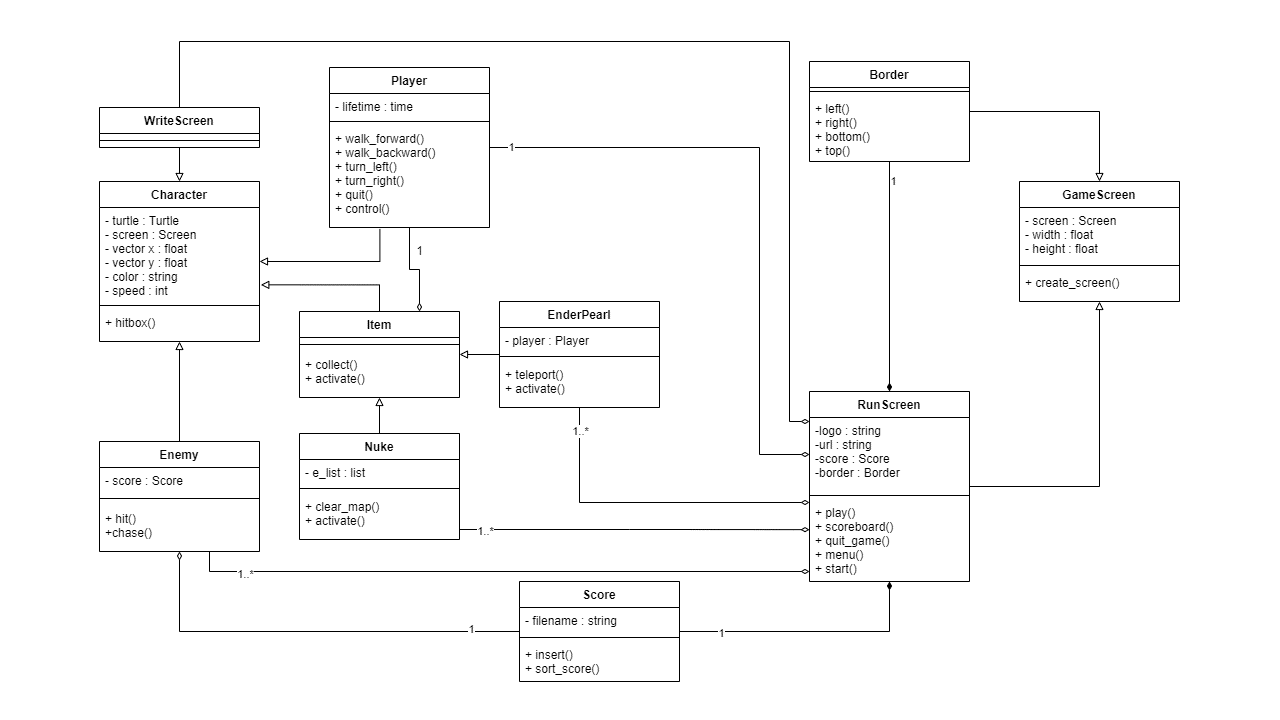 WriteScreen
Player
- lifetime : time
+ walk_forward()
+ walk_backward()
+ turn_left()
+ turn_right()
+ quit()
+ control()
1
1
Border
+ left()
+ right()
+ bottom()
+ top()
1
Character
- turtle : Turtle
- screen : Screen
- vector x : float
- vector y : float
- color : string
- speed : int
+ hitbox()
GameScreen
- screen : Screen
- width : float
- height : float
+ create_screen()
Item
+ collect()
+ activate()
EnderPearl
- player : Player
+ teleport()
+ activate()
1..*
RunScreen
-logo : string
-url : string
-score : Score
-border : Border
+ play()
+ scoreboard()
+ quit_game()
+ menu()
+ start()
Enemy
- score : Score
+ hit()
+chase()
1..*
Nuke
- e_list : list
+ clear_map()
+ activate()
1..*
Score
- filename : string
+ insert()
+ sort_score()
1
1